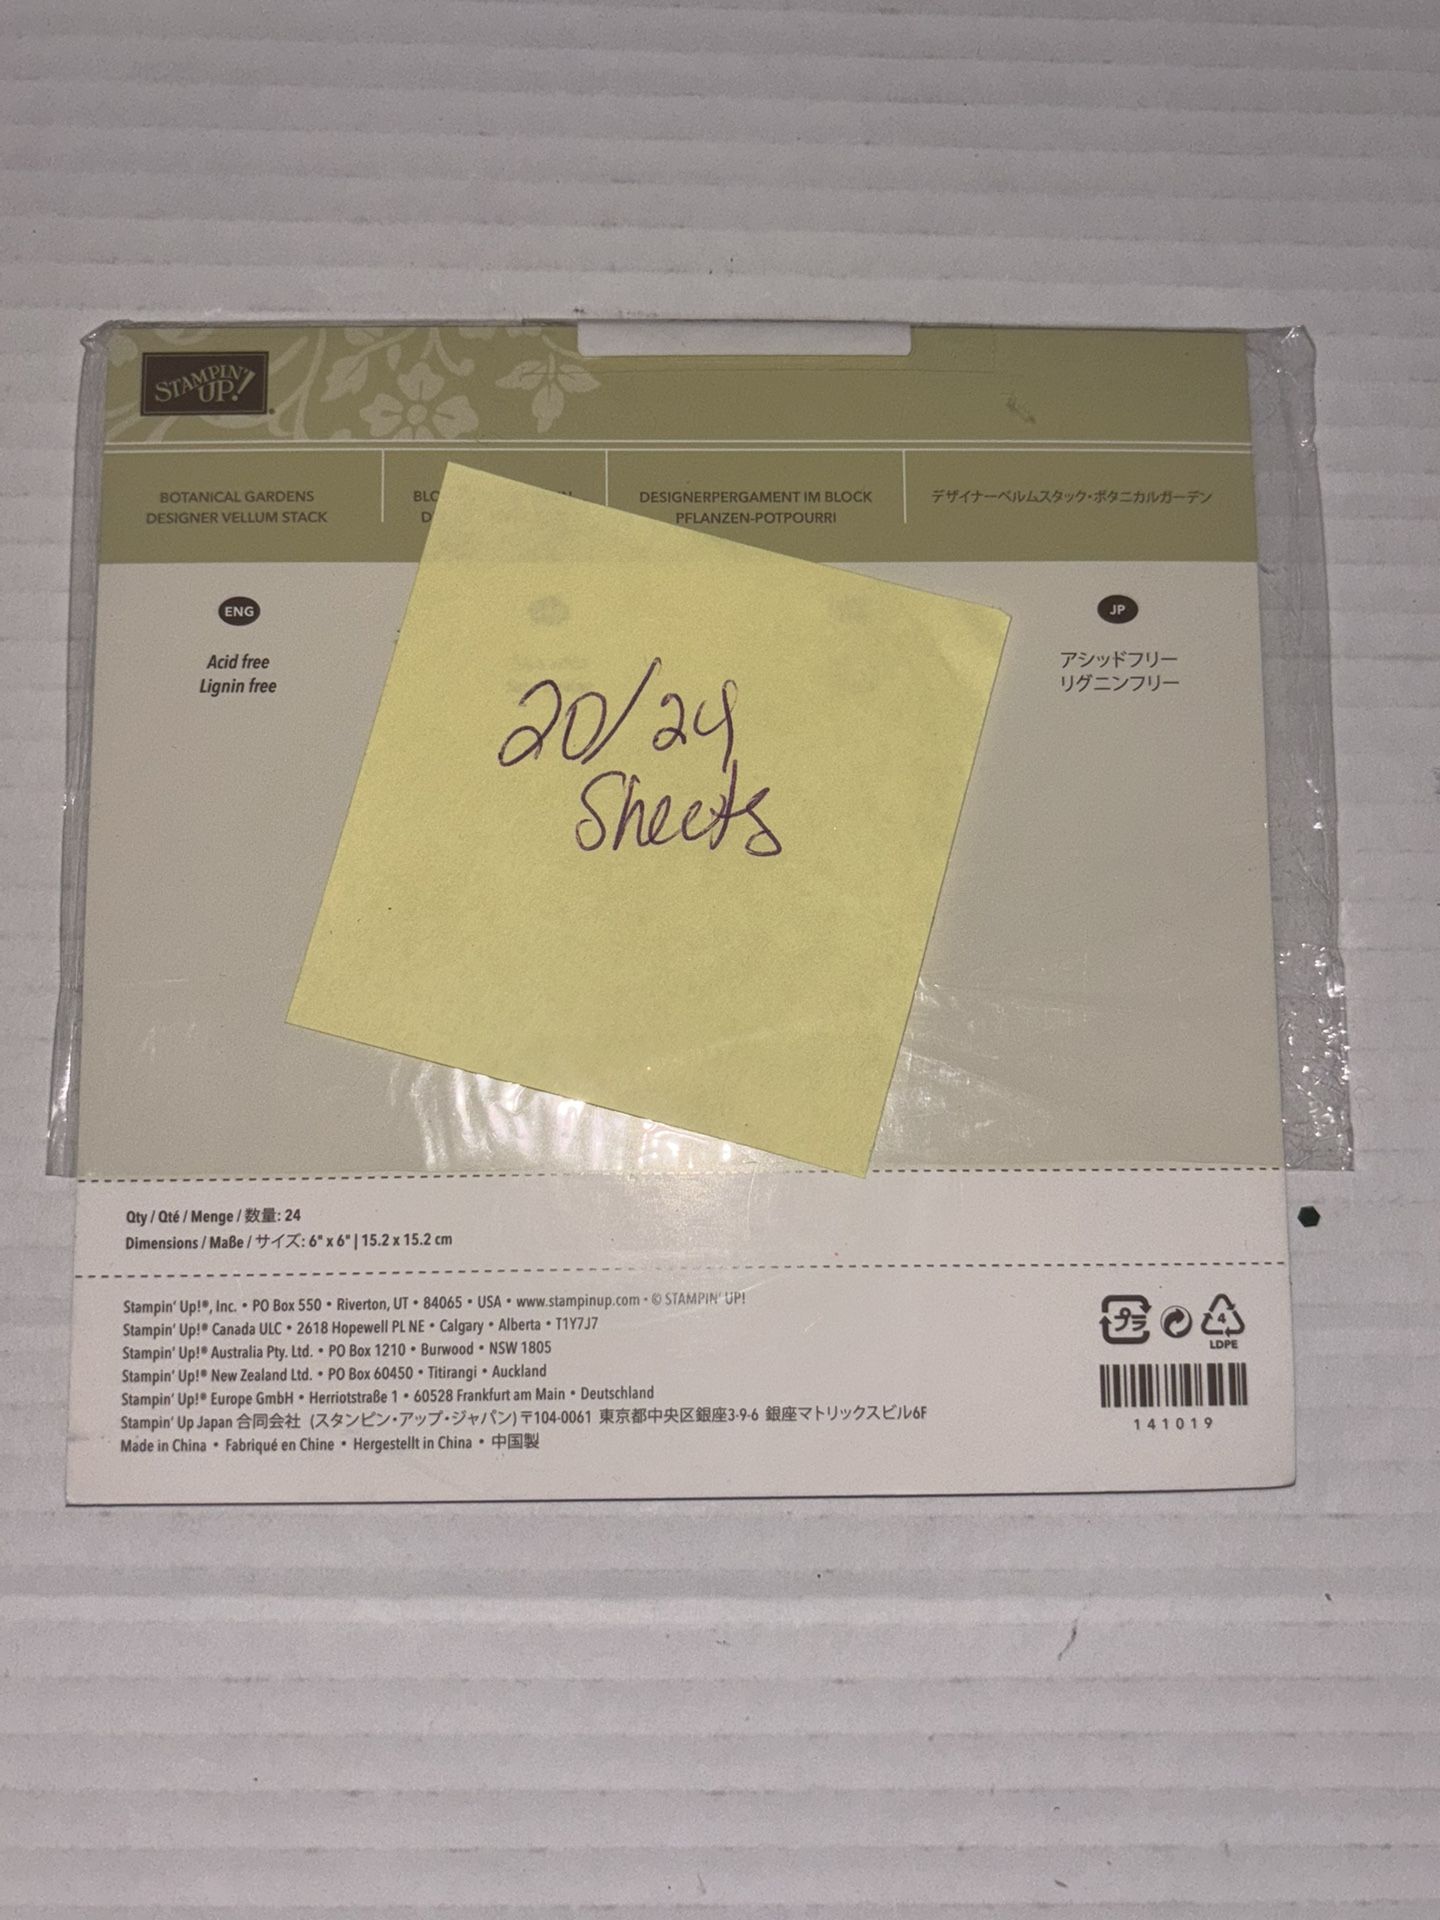 STAMPIN' UP!
BOTANICAL GARDENS
DESIGNER VELLUM STACK
DESIGNERPERGAMENT IM BLOCK
PFLANZEN-POTPOURRI
デザイナーベルムスタック・ボタニカルガーデン
ENG
Acid free
Lignin free
JP
アシッドフリー
リグニンフリー
20/24
Sheets
Qty / Qté / Menge / 数量: 24
Dimensions / Maße / サイズ: 6" x 6" | 15.2 x 15.2 cm
Stampin' Up!®, Inc. • PO Box 550 • Riverton, UT • 84065 • USA • www.stampinup.com • © STAMPIN' UP!
Stampin' Up!® Canada ULC • 2618 Hopewell PL NE • Calgary • Alberta • T1Y7J7
Stampin' Up!® Australia Pty. Ltd. • PO Box 1210 • Burwood • NSW 1805
Stampin' Up!® New Zealand Ltd. • PO Box 60450 • Titirangi • Auckland
Stampin' Up!® Europe GmbH • Herriotstraße 1 • 60528 Frankfurt am Main • Deutschland
Stampin' Up Japan 合同会社 (スタンピン・アップ・ジャパン) 〒104-0061 東京都中央区銀座3-9-6 銀座マトリックスビル6F
Made in China • Fabriqué en Chine • Hergestellt in China • 中国製
プラ
4
LDPE
141019